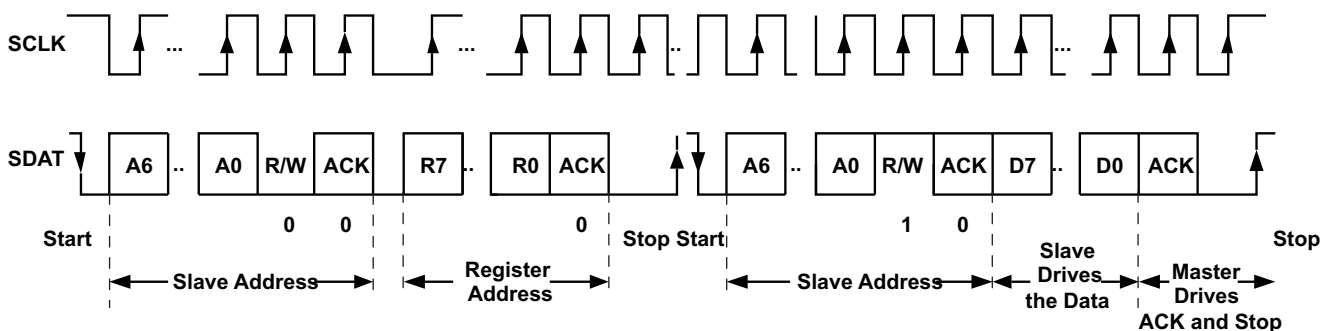 SCLK ... ... .. ...
SDAT A6 .. A0 R/W ACK R7 .. R0 ACK A6 .. A0 R/W ACK D7 .. D0 ACK
0 0 0 1 0
Start Stop Start Stop
Slave Address
Register
Address
Slave Address
Slave
Drives
the Data
Master
Drives
ACK and Stop